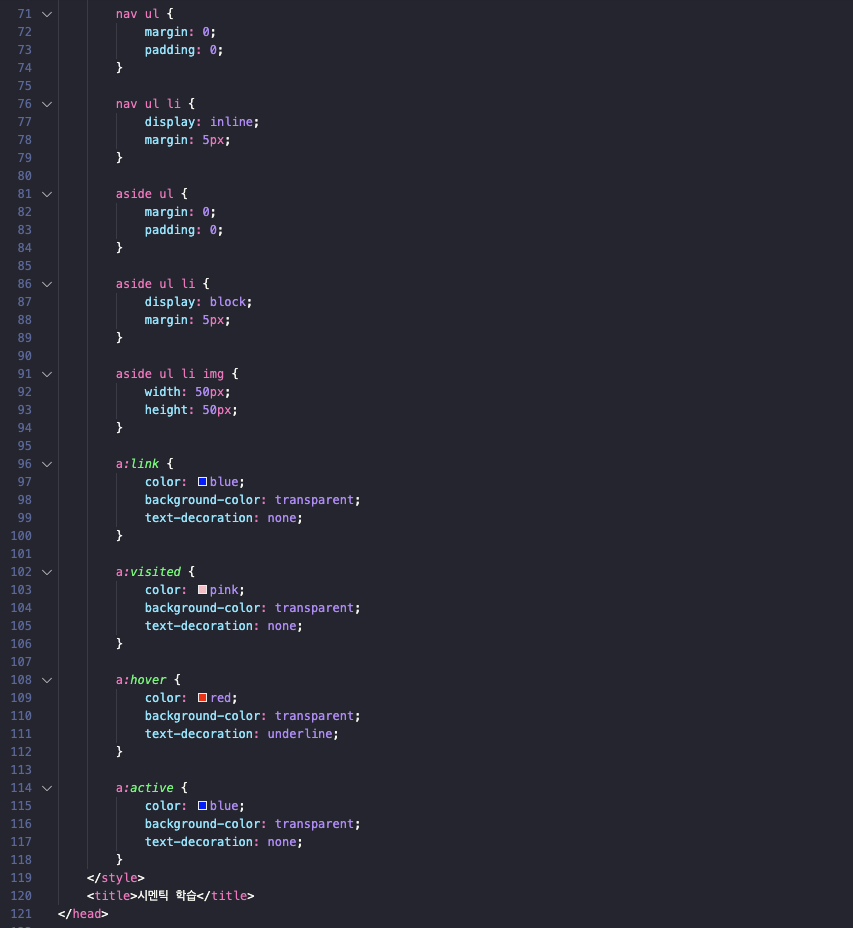 71 nav ul {
72 margin: 0;
73 padding: 0;
74 }
75
76 nav ul li {
77 display: inline;
78 margin: 5px;
79 }
80
81 aside ul {
82 margin: 0;
83 padding: 0;
84 }
85
86 aside ul li {
87 display: block;
88 margin: 5px;
89 }
90
91 aside ul li img {
92 width: 50px;
93 height: 50px;
94 }
95
96 a:link {
97 color: blue;
98 background-color: transparent;
99 text-decoration: none;
100 }
101
102 a:visited {
103 color: pink;
104 background-color: transparent;
105 text-decoration: none;
106 }
107
108 a:hover {
109 color: red;
110 background-color: transparent;
111 text-decoration: underline;
112 }
113
114 a:active {
115 color: blue;
116 background-color: transparent;
117 text-decoration: none;
118 }
119 </style>
120 <title>시멘틱 학습</title>
121 </head>